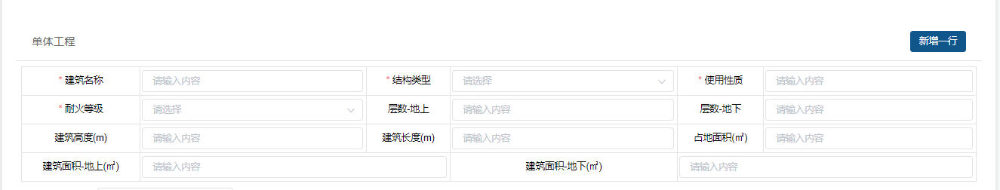 单体工程 新增一行
* 建筑名称 请输入内容 * 结构类型 请选择 * 使用性质 请输入内容
* 耐火等级 请选择 层数-地上 请输入内容 层数-地下 请输入内容
建筑高度(m) 请输入内容 建筑长度(m) 请输入内容 占地面积(㎡) 请输入内容
建筑面积-地上(㎡) 请输入内容 建筑面积-地下(㎡) 请输入内容